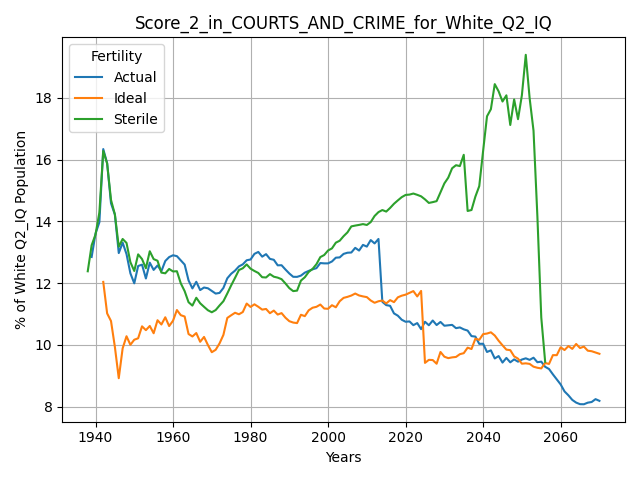 Score_2_in_COURTS_AND_CRIME_for_White_Q2_IQ
Fertility
Actual
Ideal
Sterile
% of White Q2_IQ Population
18
16
14
12
10
8
1940 1960 1980 2000 2020 2040 2060
Years